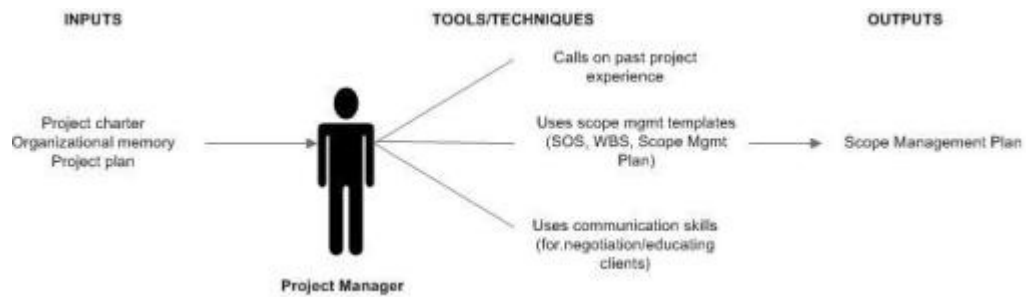 INPUTS
TOOLS/TECHNIQUES
OUTPUTS
Calls on past project
experience
Project charter
Organizational memory
Project plan
Uses scope mgmt templates
(SOS, WBS, Scope Mgmt
Plan)
Scope Management Plan
Uses communication skills
(for.negotiation/educating
clients)
Project Manager